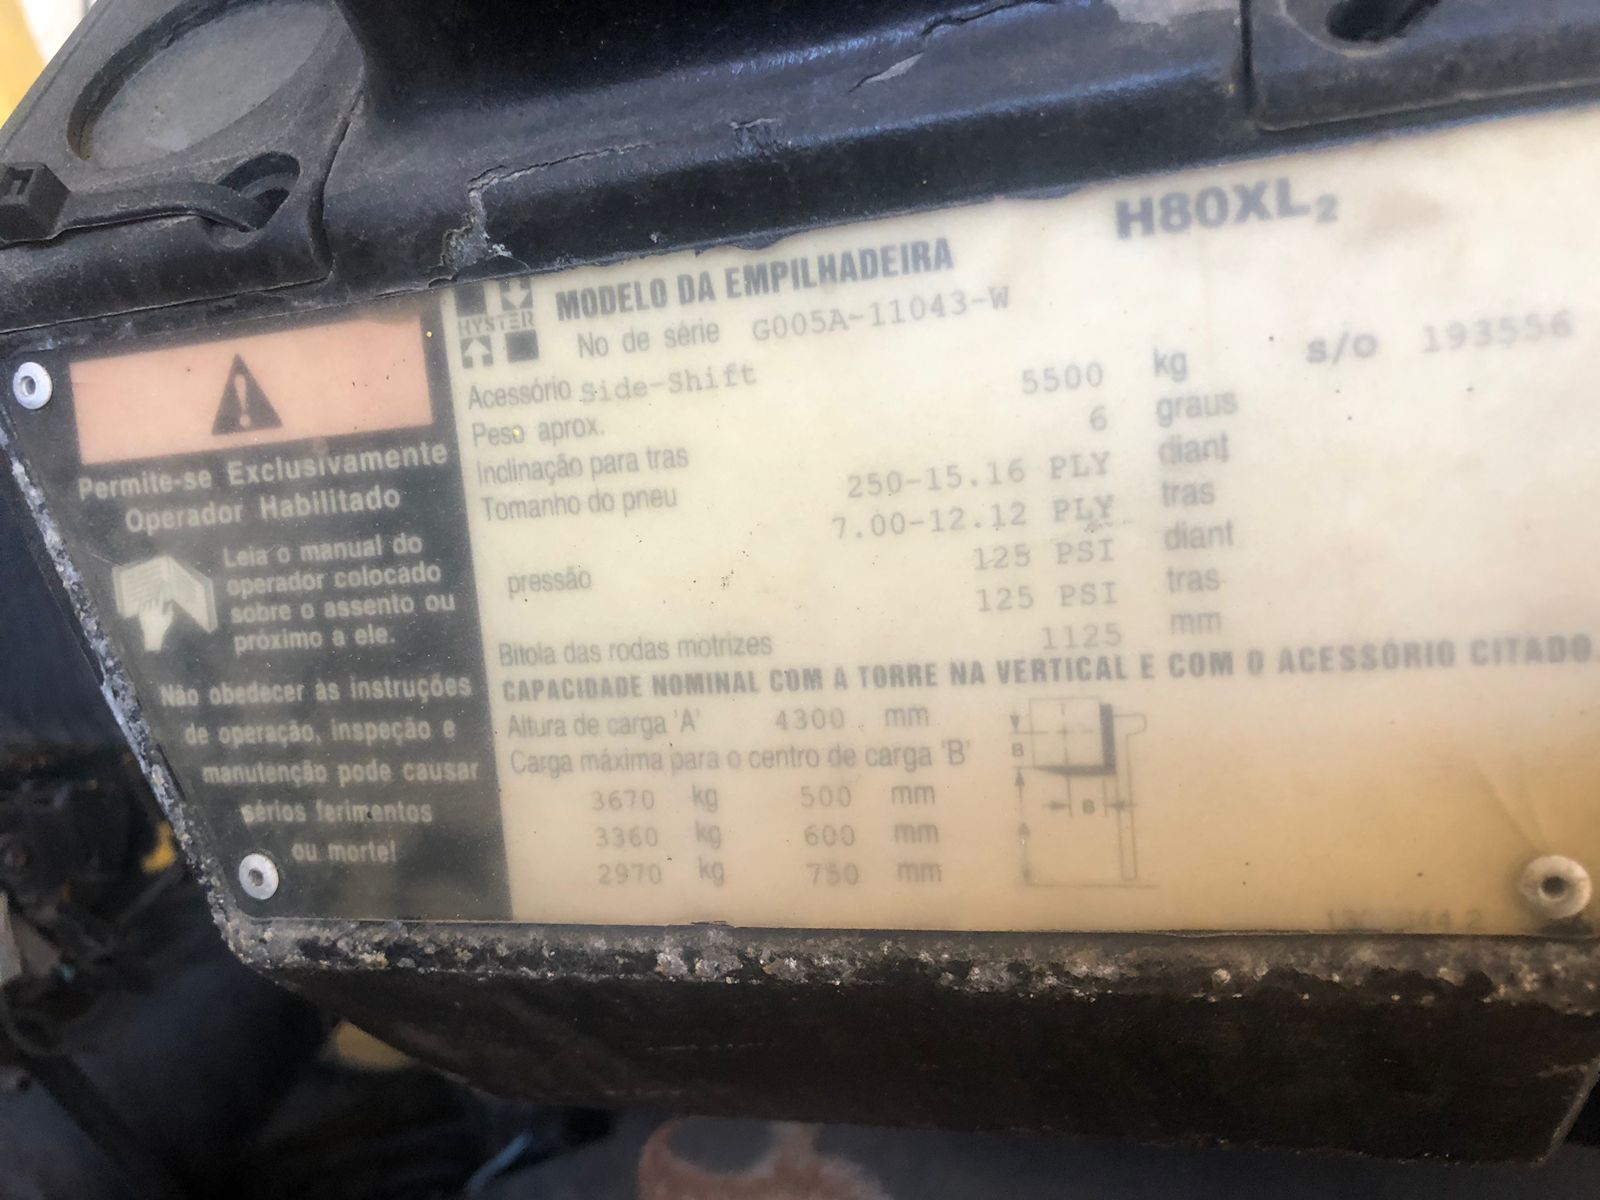 H80XL2
MODELO DA EMPILHADEIRA
HYSTER
No de série G005A-11043-W
Acessório Side-Shift
Peso aprox. 5500 kg s/o 193556
Inclinação para tras 6 graus
Tomanho do pneu 250-15.16 PLY diant
7.00-12.12 PLY tras
pressão 125 PSI diant
125 PSI tras
Bitola das rodas motrizes 1125 mm
CAPACIDADE NOMINAL COM A TORRE NA VERTICAL E COM O ACESSÓRIO CITADO.
Altura de carga 'A' 4300 mm
Carga máxima para o centro de carga 'B'
3670 kg 500 mm
3360 kg 600 mm
2970 kg 750 mm
B
B
Permite-se Exclusivamente
Operador Habilitado
Leia o manual do
operador colocado
sobre o assento ou
próximo a ele.
Não obedecer às instruções
de operação, inspeção e
manutenção pode causar
sérios ferimentos
ou morte!